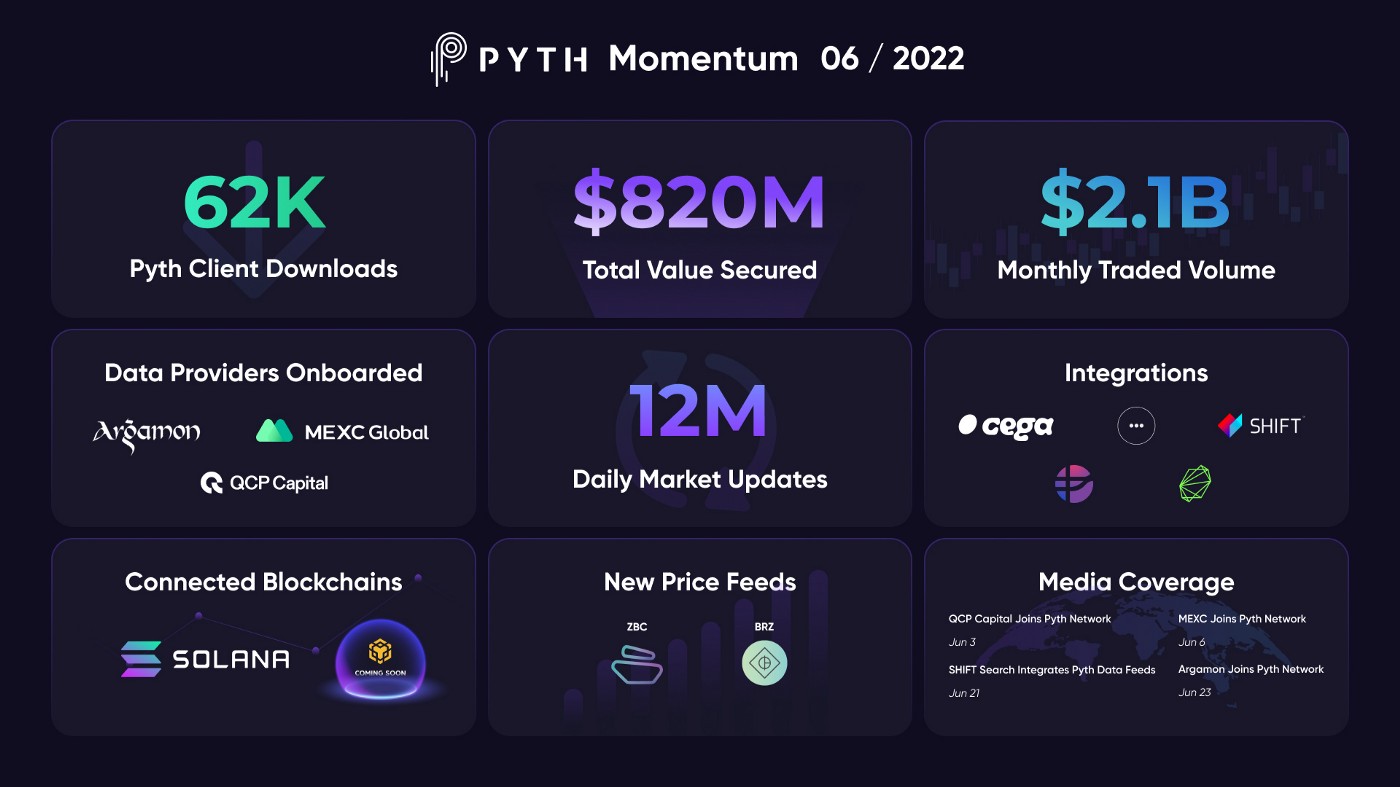 PYTH Momentum 06 / 2022
62K
Pyth Client Downloads
$820M
Total Value Secured
$2.1B
Monthly Traded Volume
Data Providers Onboarded
Argamon
MEXC Global
QCP Capital
12M
Daily Market Updates
Integrations
cega
SHIFT
Connected Blockchains
SOLANA
COMING SOON
New Price Feeds
ZBC
BRZ
Media Coverage
QCP Capital Joins Pyth Network
Jun 3
MEXC Joins Pyth Network
Jun 6
SHIFT Search Integrates Pyth Data Feeds
Jun 21
Argamon Joins Pyth Network
Jun 23